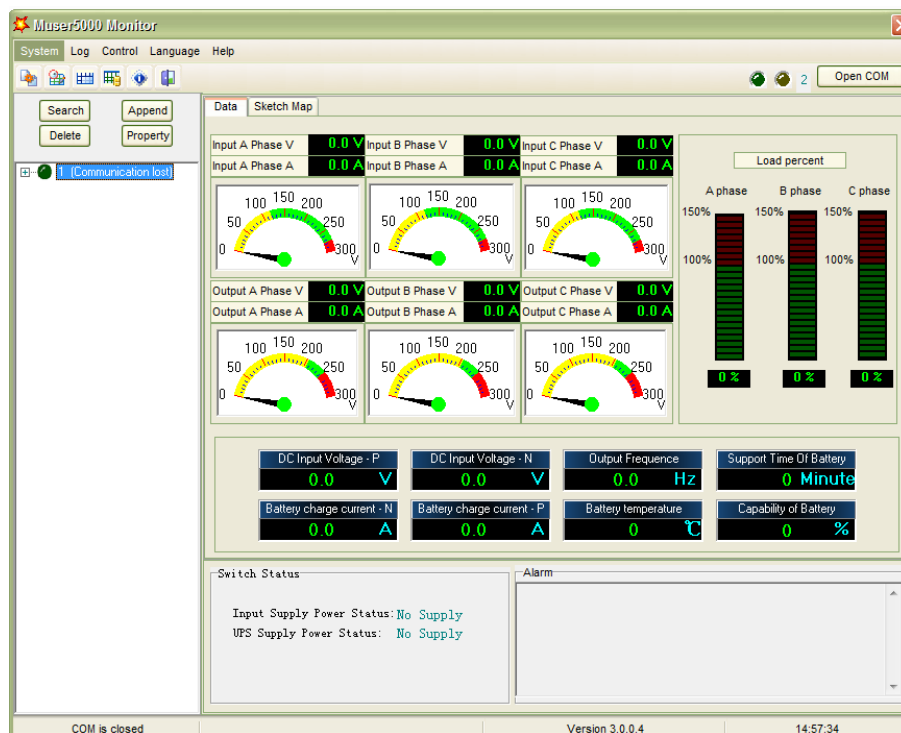 Muser5000 Monitor
System Log Control Language Help
2 Open COM
Search Append
Delete Property
1 (Communication lost)
Data Sketch Map
Input A Phase V 0.0 V Input B Phase V 0.0 V Input C Phase V 0.0 V
Input A Phase A 0.0 A Input B Phase A 0.0 A Input C Phase A 0.0 A
0 50 100 150 200 250 300 V
0 50 100 150 200 250 300 V
0 50 100 150 200 250 300 V
Output A Phase V 0.0 V Output B Phase V 0.0 V Output C Phase V 0.0 V
Output A Phase A 0.0 A Output B Phase A 0.0 A Output C Phase A 0.0 A
0 50 100 150 200 250 300 V
0 50 100 150 200 250 300 V
0 50 100 150 200 250 300 V
Load percent
A phase B phase C phase
150% 150% 150%
100% 100% 100%
0 % 0 % 0 %
DC Input Voltage - P DC Input Voltage - N Output Frequence Support Time Of Battery
0.0 V 0.0 V 0.0 Hz 0 Minute
Battery charge current - N Battery charge current - P Battery temperature Capability of Battery
0.0 A 0.0 A 0 ℃ 0 %
Switch Status
Input Supply Power Status: No Supply
UPS Supply Power Status: No Supply
Alarm
COM is closed Version 3.0.0.4 14:57:34